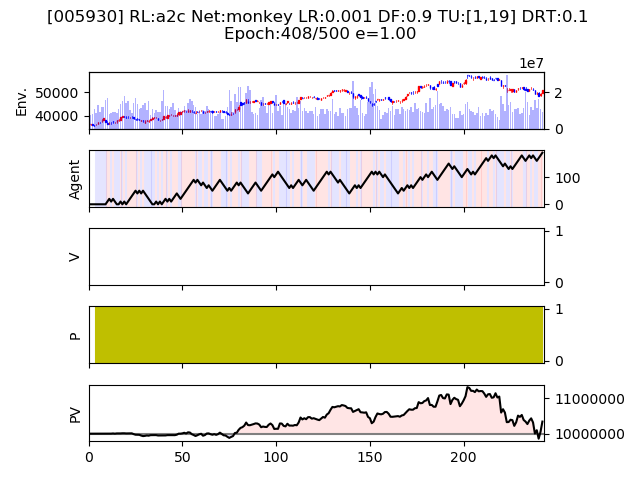 [005930] RL:a2c Net:monkey LR:0.001 DF:0.9 TU:[1,19] DRT:0.1
Epoch:408/500 e=1.00
1e7
Env.
50000
40000
2
0
Agent
100
0
V
1
0
P
1
0
PV
11000000
10000000
0 50 100 150 200